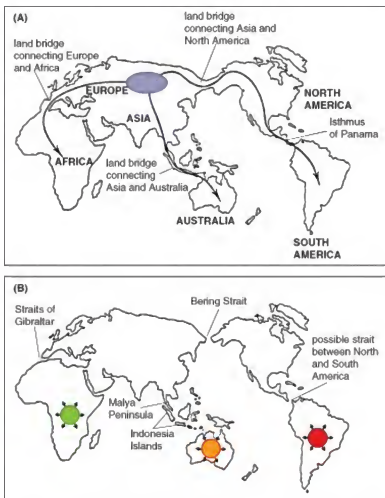 (A)
land bridge
connecting Europe
and Africa
land bridge
connecting Asia and
North America
EUROPE
ASIA
NORTH
AMERICA
Isthmus
of Panama
AFRICA
land bridge
connecting
Asia and Australia
AUSTRALIA
SOUTH
AMERICA
(B)
Straits of
Gibraltar
Bering Strait
possible strait
between North
and South
America
Malya
Peninsula
Indonesia
Islands